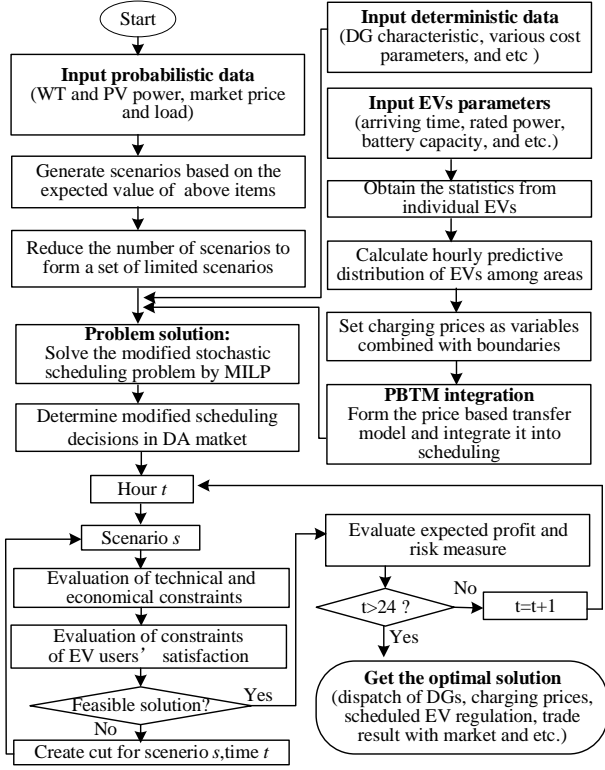 Start
Input probabilistic data
(WT and PV power, market price
and load)
Generate scenarios based on the
expected value of above items
Reduce the number of scenarios to
form a set of limited scenarios
Problem solution:
Solve the modified stochastic
scheduling problem by MILP
Determine modified scheduling
decisions in DA market
Input deterministic data
(DG characteristic, various cost
parameters, and etc )
Input EVs parameters
(arriving time, rated power,
battery capacity, and etc.)
Obtain the statistics from
individual EVs
Calculate hourly predictive
distribution of EVs among areas
Set charging prices as variables
combined with boundaries
PBTM integration
Form the price based transfer
model and integrate it into
scheduling
Hour t
Scenario s
Evaluation of technical and
economical constraints
Evaluation of constraints
of EV users’ satisfaction
Feasible solution?
Yes
No
Create cut for scenerio s,time t
Evaluate expected profit and
risk measure
t>24 ?
No
t=t+1
Yes
Get the optimal solution
(dispatch of DGs, charging prices,
scheduled EV regulation, trade
result with market and etc.)